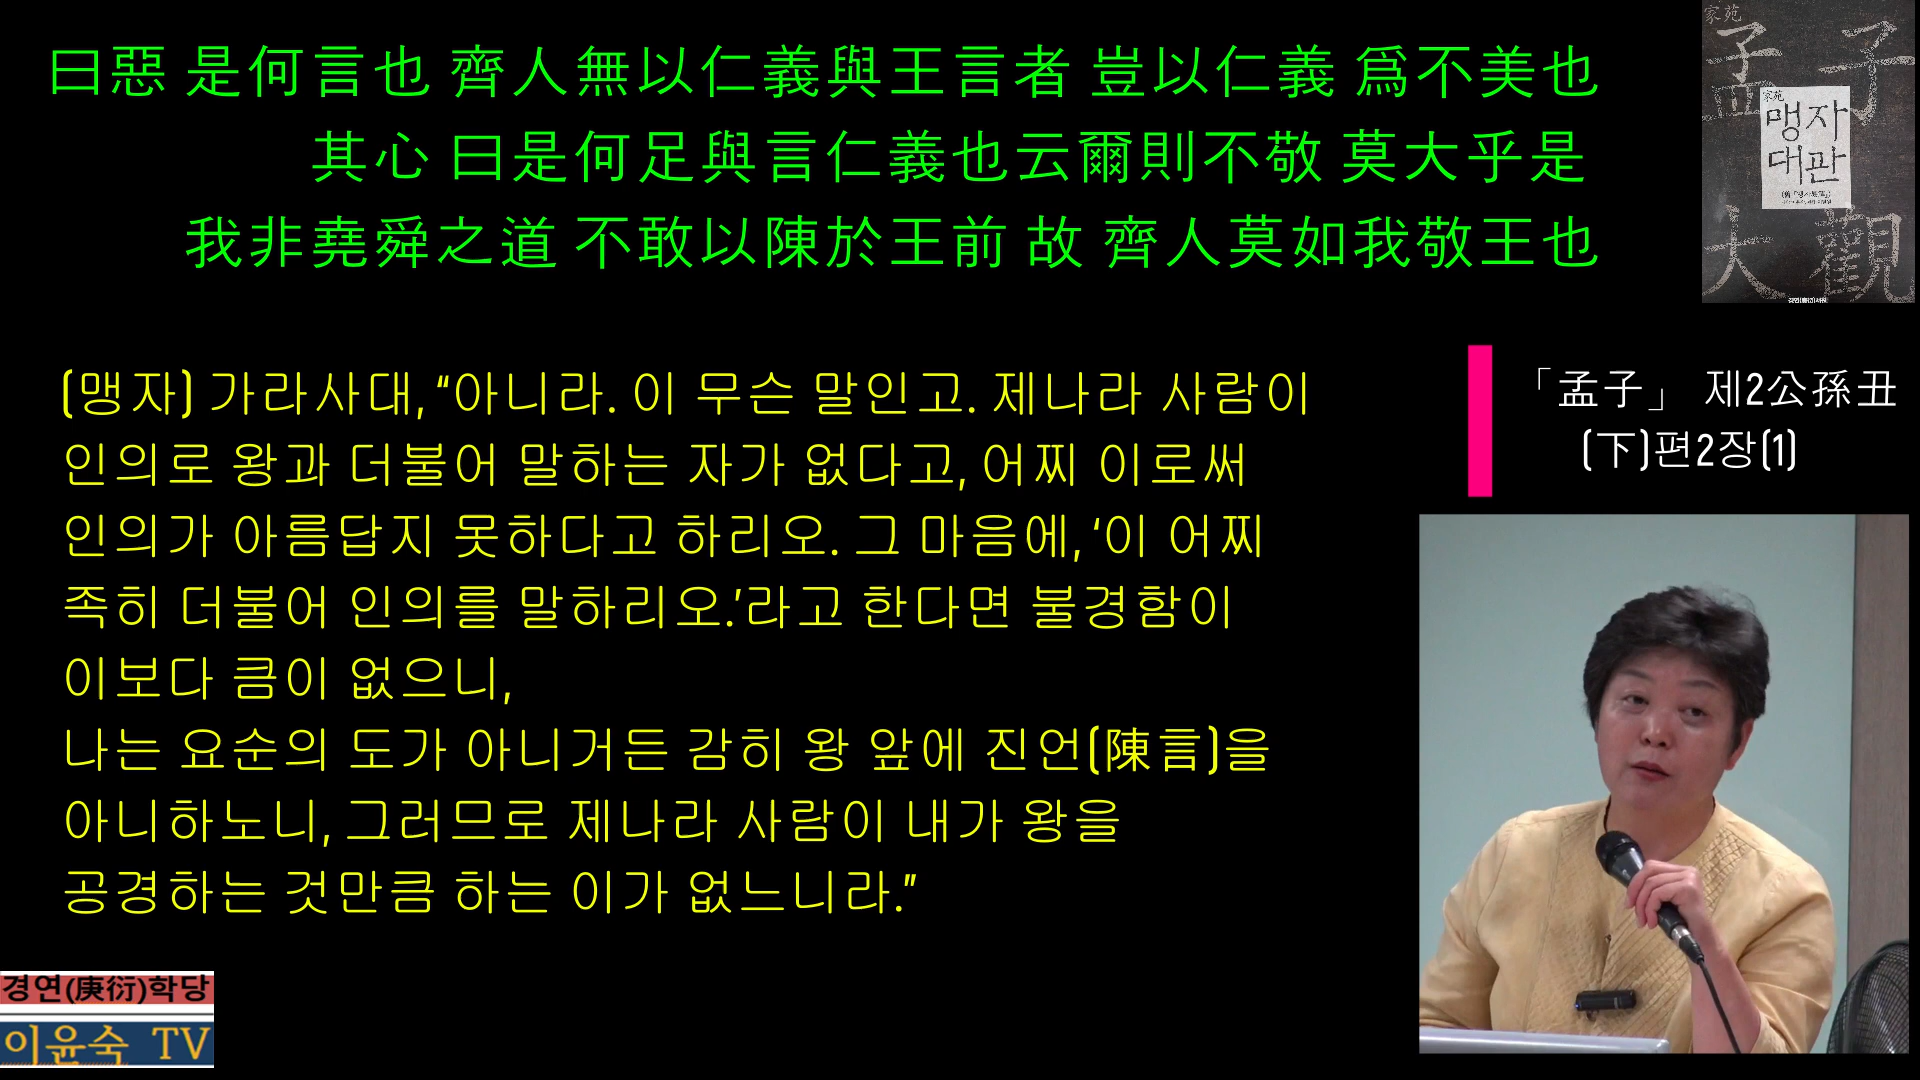 曰惡 是何言也 齊人無以仁義與王言者 豈以仁義 爲不美也
其心 曰是何足與言仁義也云爾則不敬 莫大乎是
我非堯舜之道 不敢以陳於王前 故 齊人莫如我敬王也
(맹자) 가라사대, “아니라. 이 무슨 말인고. 제나라 사람이
인의로 왕과 더불어 말하는 자가 없다고, 어찌 이로써
인의가 아름답지 못하다고 하리오. 그 마음에, ‘이 어찌
족히 더불어 인의를 말하리오.’라고 한다면 불경함이
이보다 큼이 없으니,
나는 요순의 도가 아니거든 감히 왕 앞에 진언(陳言)을
아니하노니, 그러므로 제나라 사람이 내가 왕을
공경하는 것만큼 하는 이가 없느니라.”
家苑
孟子
家苑
맹자
대관
大觀
「孟子」 제2公孫丑
(下)편2장(1)
경연(庚衍)학당
이윤숙 TV